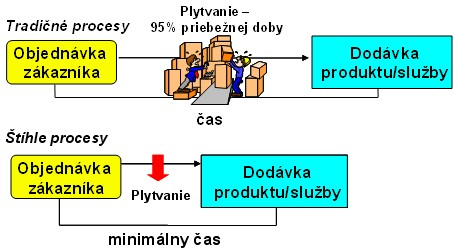 Tradičné procesy
Plytvanie –
95% priebežnej doby
Objednávka
zákazníka
Dodávka
produktu/služby
čas
Štíhle procesy
Objednávka
zákazníka
Plytvanie
Dodávka
produktu/služby
minimálny čas